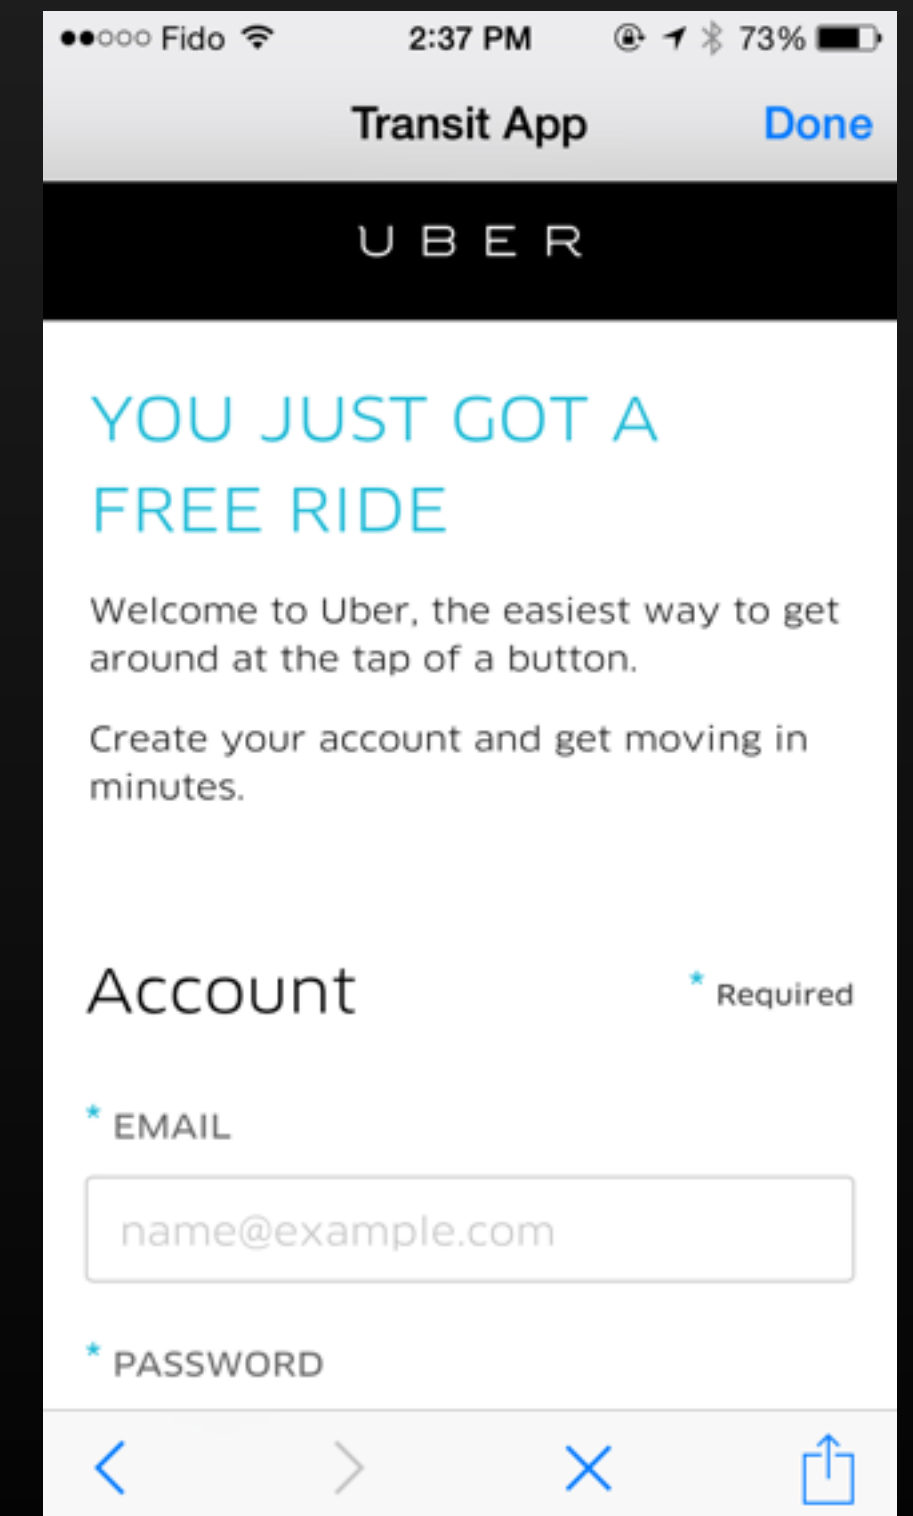 Fido 2:37 PM 73%
Transit App Done
UBER
YOU JUST GOT A
FREE RIDE
Welcome to Uber, the easiest way to get
around at the tap of a button.
Create your account and get moving in
minutes.
Account * Required
* EMAIL
name@example.com
* PASSWORD